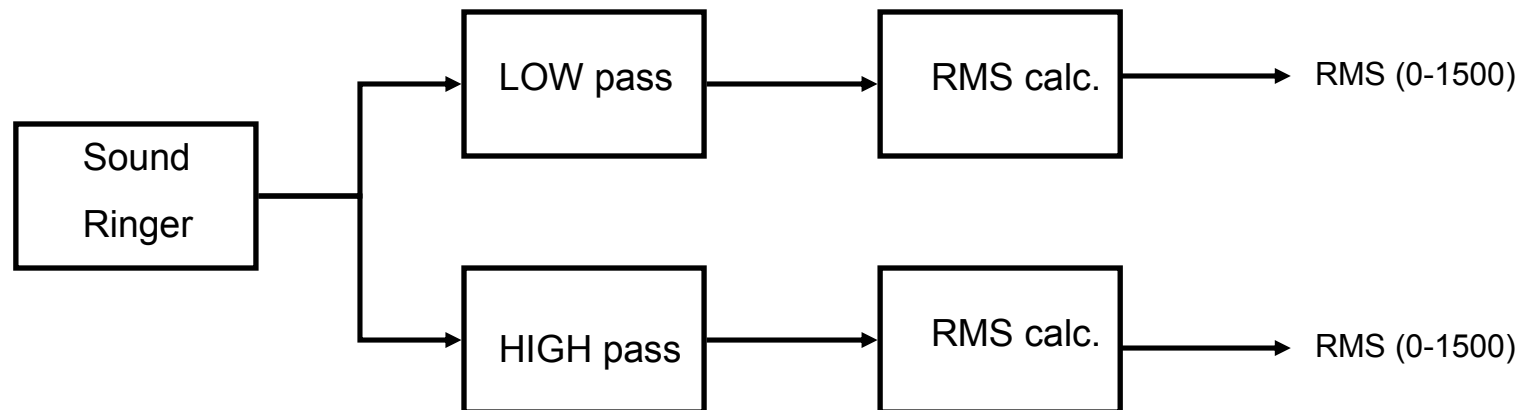 LOW pass
RMS calc.
RMS (0-1500)
Sound
Ringer
HIGH pass
RMS calc.
RMS (0-1500)